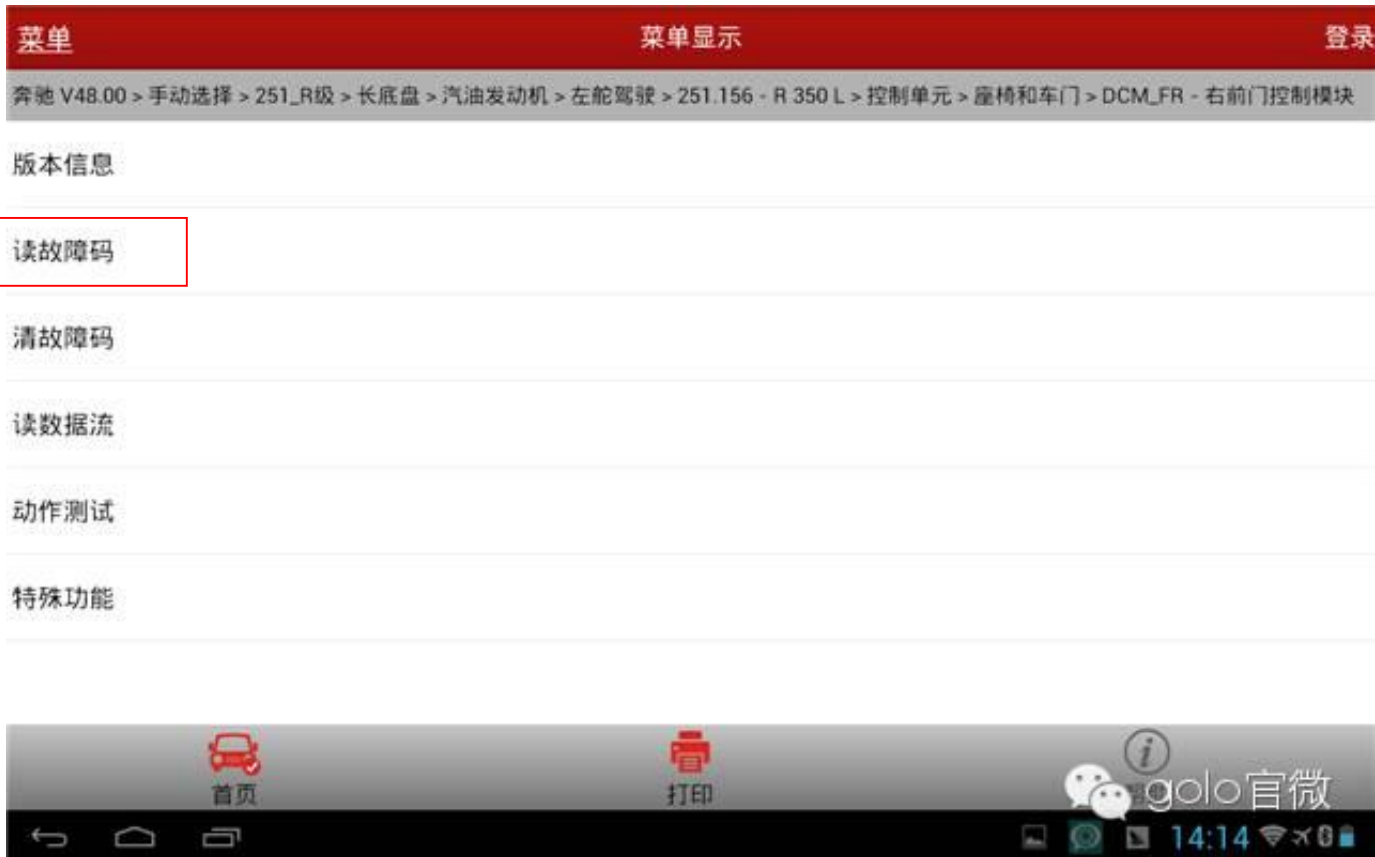 菜单 菜单显示 登录
奔驰 V48.00 > 手动选择 > 251_R级 > 长底盘 > 汽油发动机 > 左舵驾驶 > 251.156 - R 350 L > 控制单元 > 座椅和车门 > DCM_FR - 右前门控制模块
版本信息
读故障码
清故障码
读数据流
动作测试
特殊功能
首页 打印
golo官微
14:14